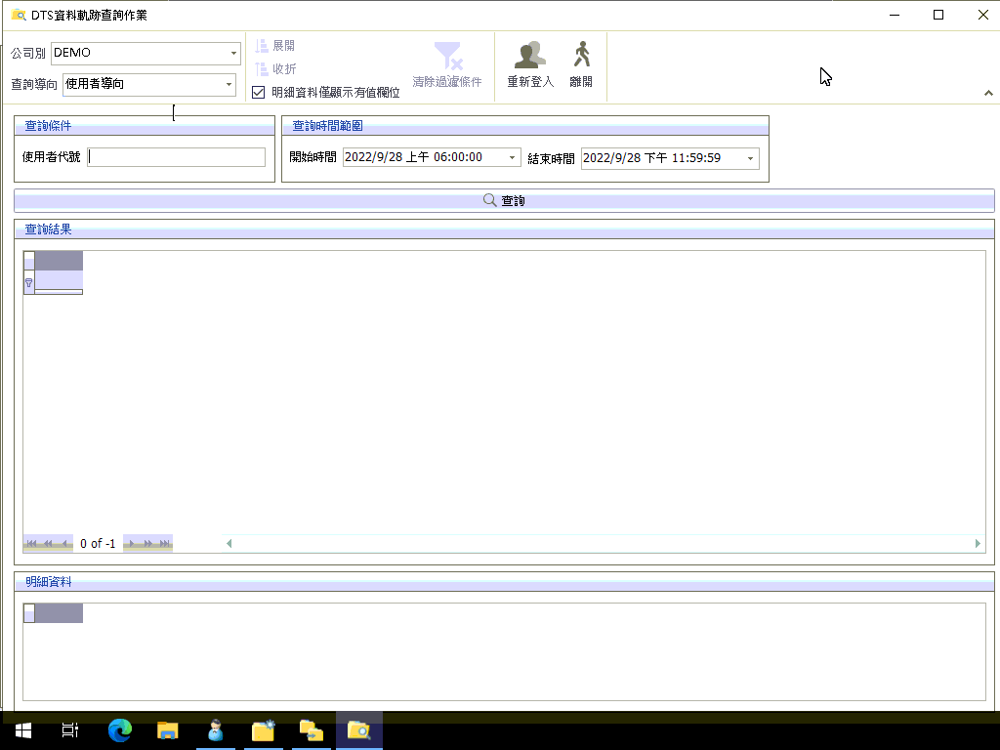 DTS資料軌跡查詢作業
公司別 DEMO
查詢導向 使用者導向
展開
收折
明細資料僅顯示有值欄位
清除過濾條件
重新登入
離開
查詢條件
使用者代號
查詢時間範圍
開始時間 2022/9/28 上午 06:00:00
結束時間 2022/9/28 下午 11:59:59
查詢
查詢結果
0 of -1
明細資料